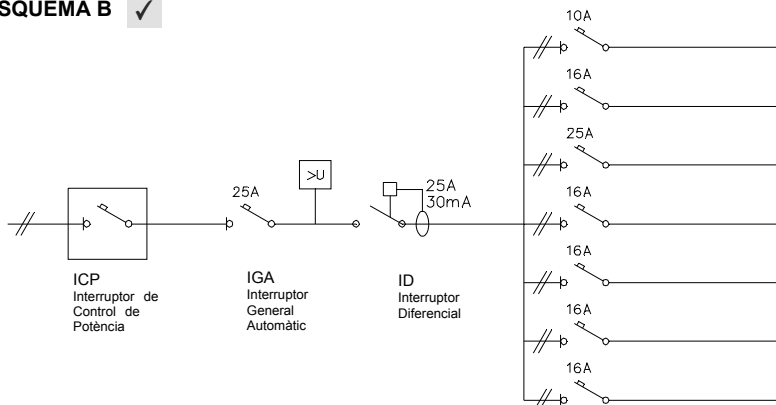 SQUEMA B ✓
10A
16A
25A
16A
16A
16A
16A
25A
>U
25A
30mA
ICP
Interruptor de
Control de
Potència
IGA
Interruptor
General
Automàtic
ID
Interruptor
Diferencial